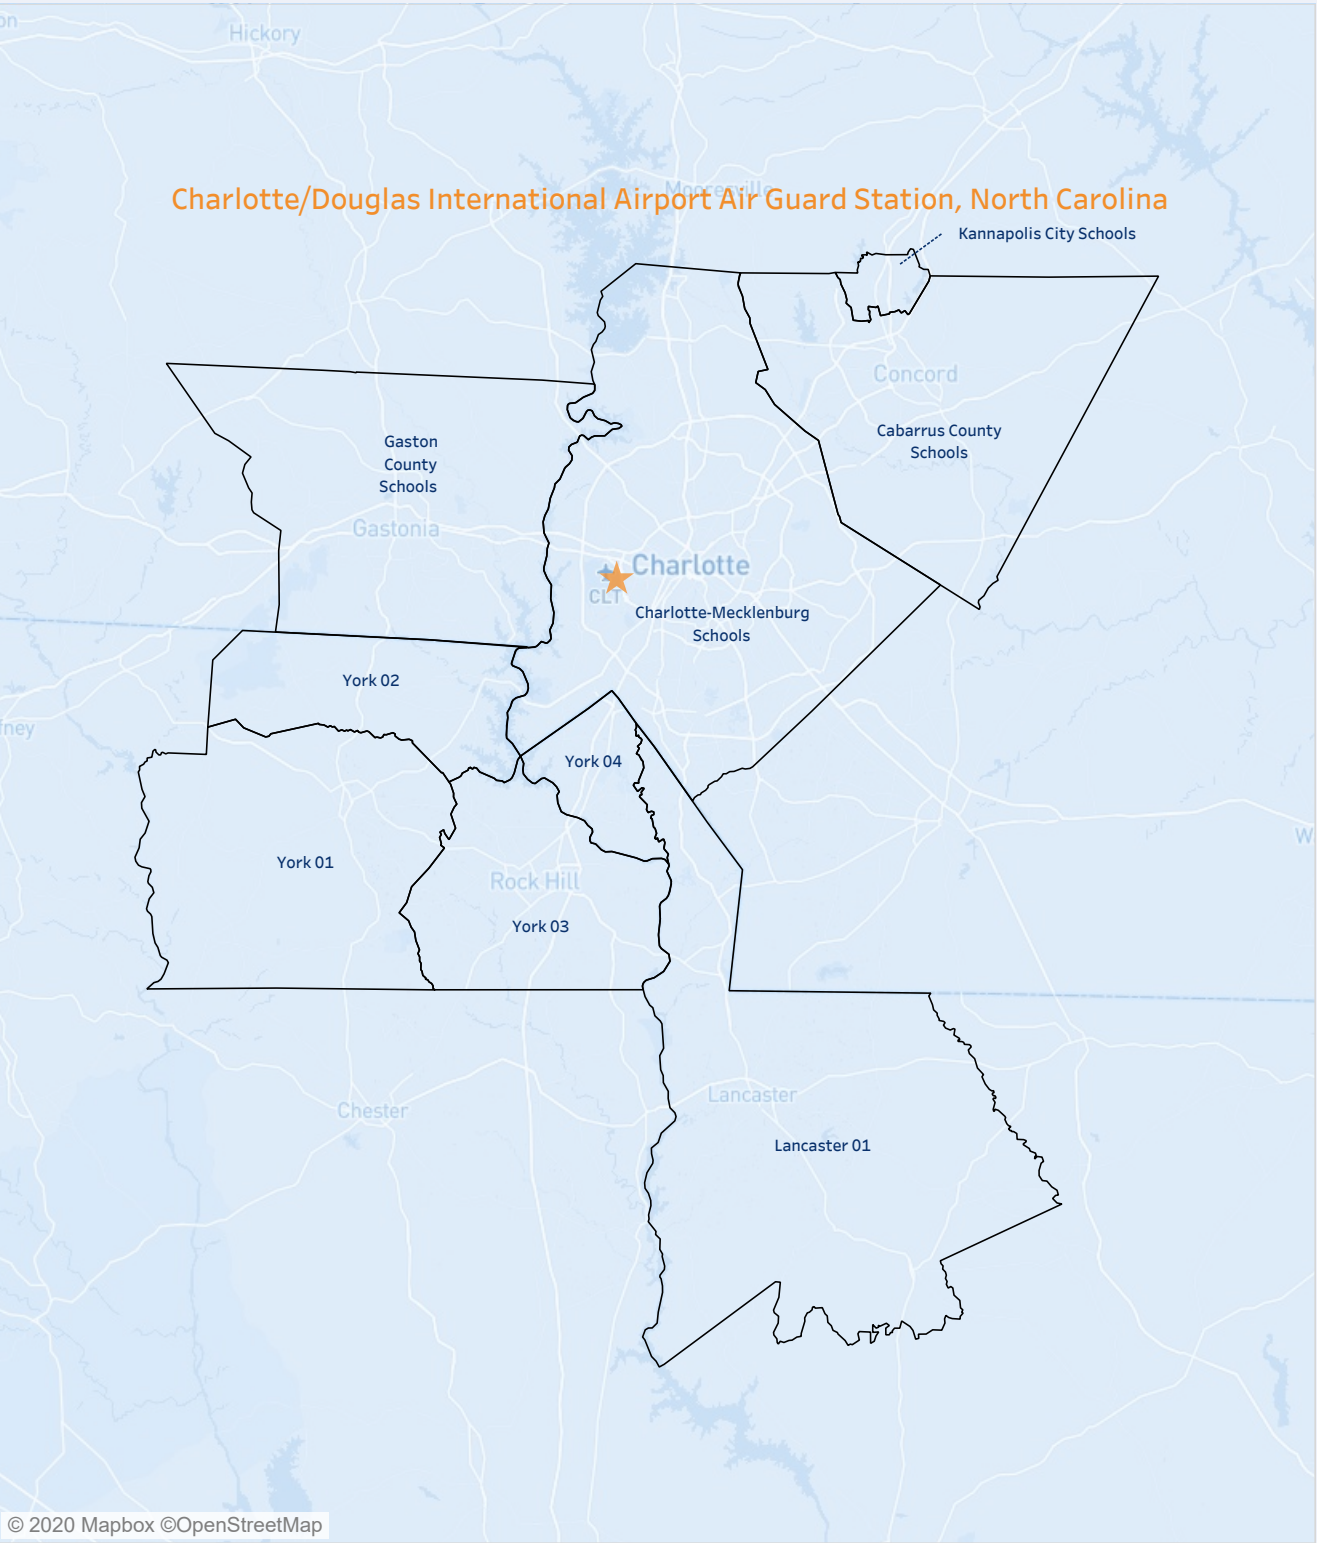 Hickory
Mooresville
Charlotte/Douglas International Airport Air Guard Station, North Carolina
Kannapolis City Schools
Concord
Cabarrus County
Schools
Gaston
County
Schools
Gastonia
Charlotte
CLT
Charlotte-Mecklenburg
Schools
York 02
fney
York 04
York 01
W
Rock Hill
York 03
Lancaster
Chester
Lancaster 01
© 2020 Mapbox ©OpenStreetMap